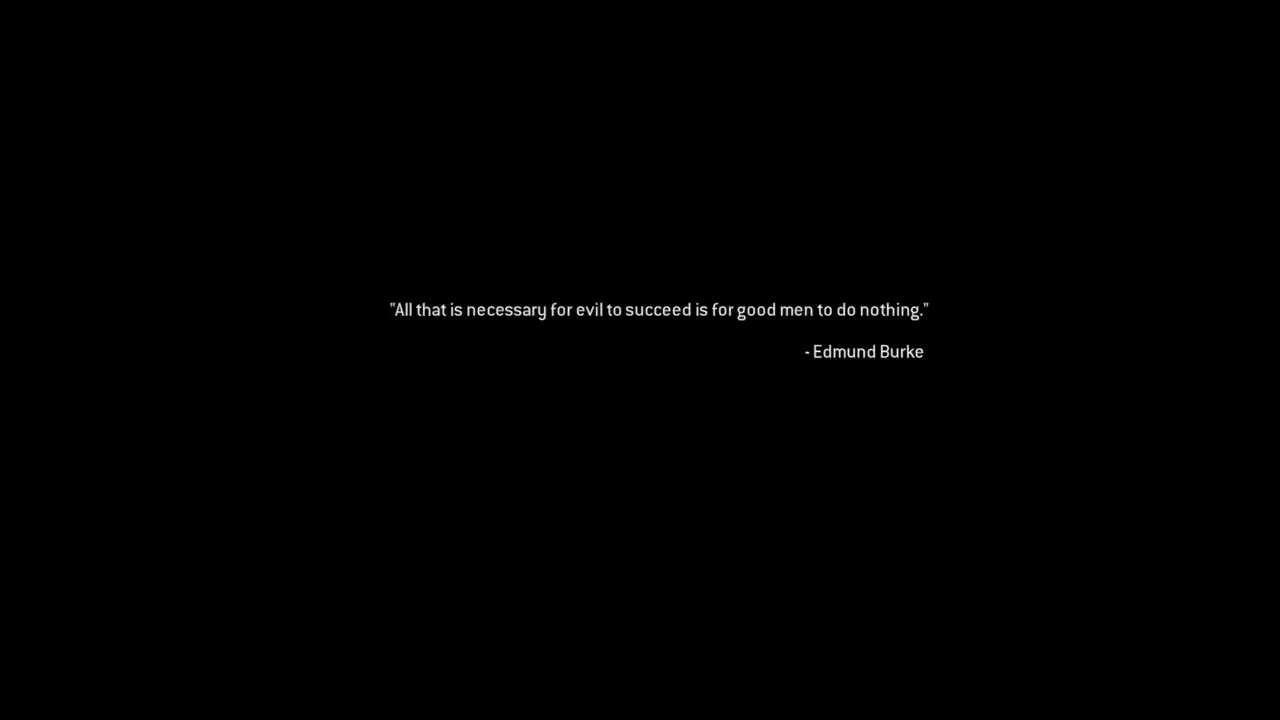 "All that is necessary for evil to succeed is for good men to do nothing."
- Edmund Burke